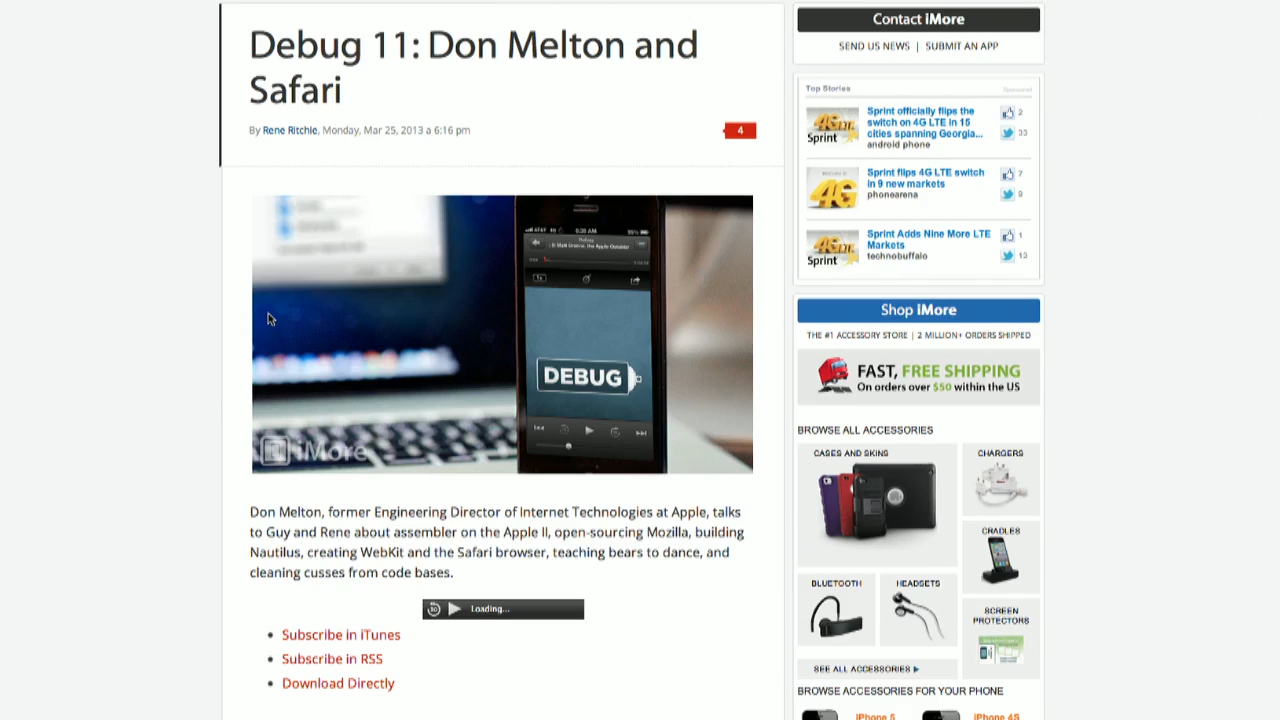 Debug 11: Don Melton and
Safari
By Rene Ritchie, Monday, Mar 25, 2013 a 6:16 pm
4
DEBUG
iMore
Don Melton, former Engineering Director of Internet Technologies at Apple, talks
to Guy and Rene about assembler on the Apple II, open-sourcing Mozilla, building
Nautilus, creating WebKit and the Safari browser, teaching bears to dance, and
cleaning cusses from code bases.
Loading...
Subscribe in iTunes
Subscribe in RSS
Download Directly
Contact iMore
SEND US NEWS | SUBMIT AN APP
Top Stories
Sponsored
Sprint officially flips the
switch on 4G LTE in 15
cities spanning Georgia...
android phone
2
33
4G LTE
Sprint
Sprint flips 4G LTE switch
in 9 new markets
phonearena
7
9
4G
Sprint Adds Nine More LTE
Markets
technobuffalo
1
13
4G LTE
Sprint
Shop iMore
THE #1 ACCESSORY STORE | 2 MILLION+ ORDERS SHIPPED
FAST, FREE SHIPPING
On orders over $50 within the US
BROWSE ALL ACCESSORIES
CASES AND SKINS
CHARGERS
CRADLES
BLUETOOTH
HEADSETS
SCREEN
PROTECTORS
SEE ALL ACCESSORIES
BROWSE ACCESSORIES FOR YOUR PHONE
iPhone 5
iPhone 4S